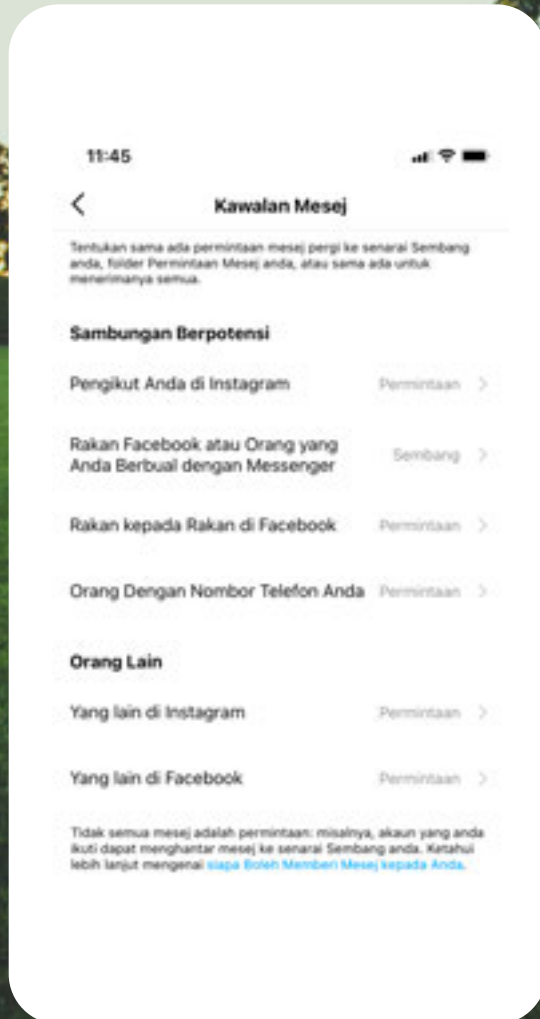 11:45
Kawalan Mesej
Tentukan sama ada permintaan mesej pergi ke senarai Sembang
anda, folder Permintaan Mesej anda, atau sama ada untuk
menerimanya semua.
Sambungan Berpotensi
Pengikut Anda di Instagram Permintaan
Rakan Facebook atau Orang yang
Anda Berbual dengan Messenger Sembang
Rakan kepada Rakan di Facebook Permintaan
Orang Dengan Nombor Telefon Anda Permintaan
Orang Lain
Yang lain di Instagram Permintaan
Yang lain di Facebook Permintaan
Tidak semua mesej adalah permintaan: misalnya, akaun yang anda
ikuti dapat menghantar mesej ke senarai Sembang anda. Ketahui
lebih lanjut mengenai siapa Boleh Memberi Mesej kepada Anda.